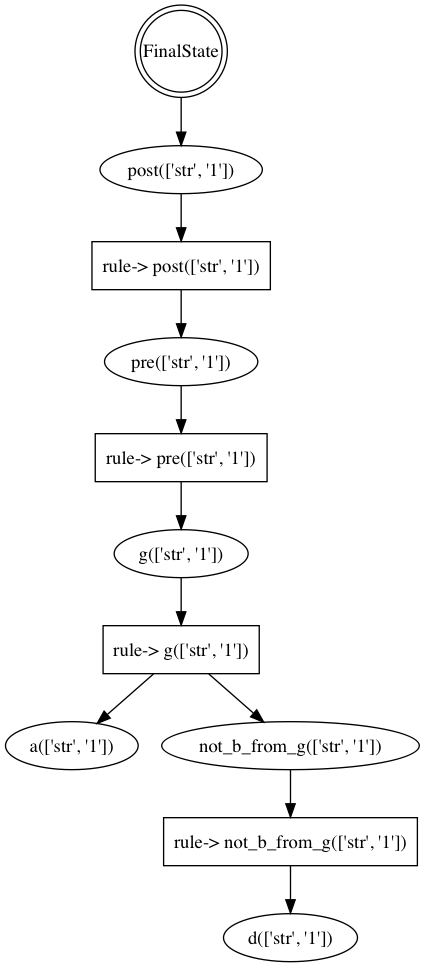 FinalState
post(['str', '1'])
rule-> post(['str', '1'])
pre(['str', '1'])
rule-> pre(['str', '1'])
g(['str', '1'])
rule-> g(['str', '1'])
a(['str', '1'])
not_b_from_g(['str', '1'])
rule-> not_b_from_g(['str', '1'])
d(['str', '1'])